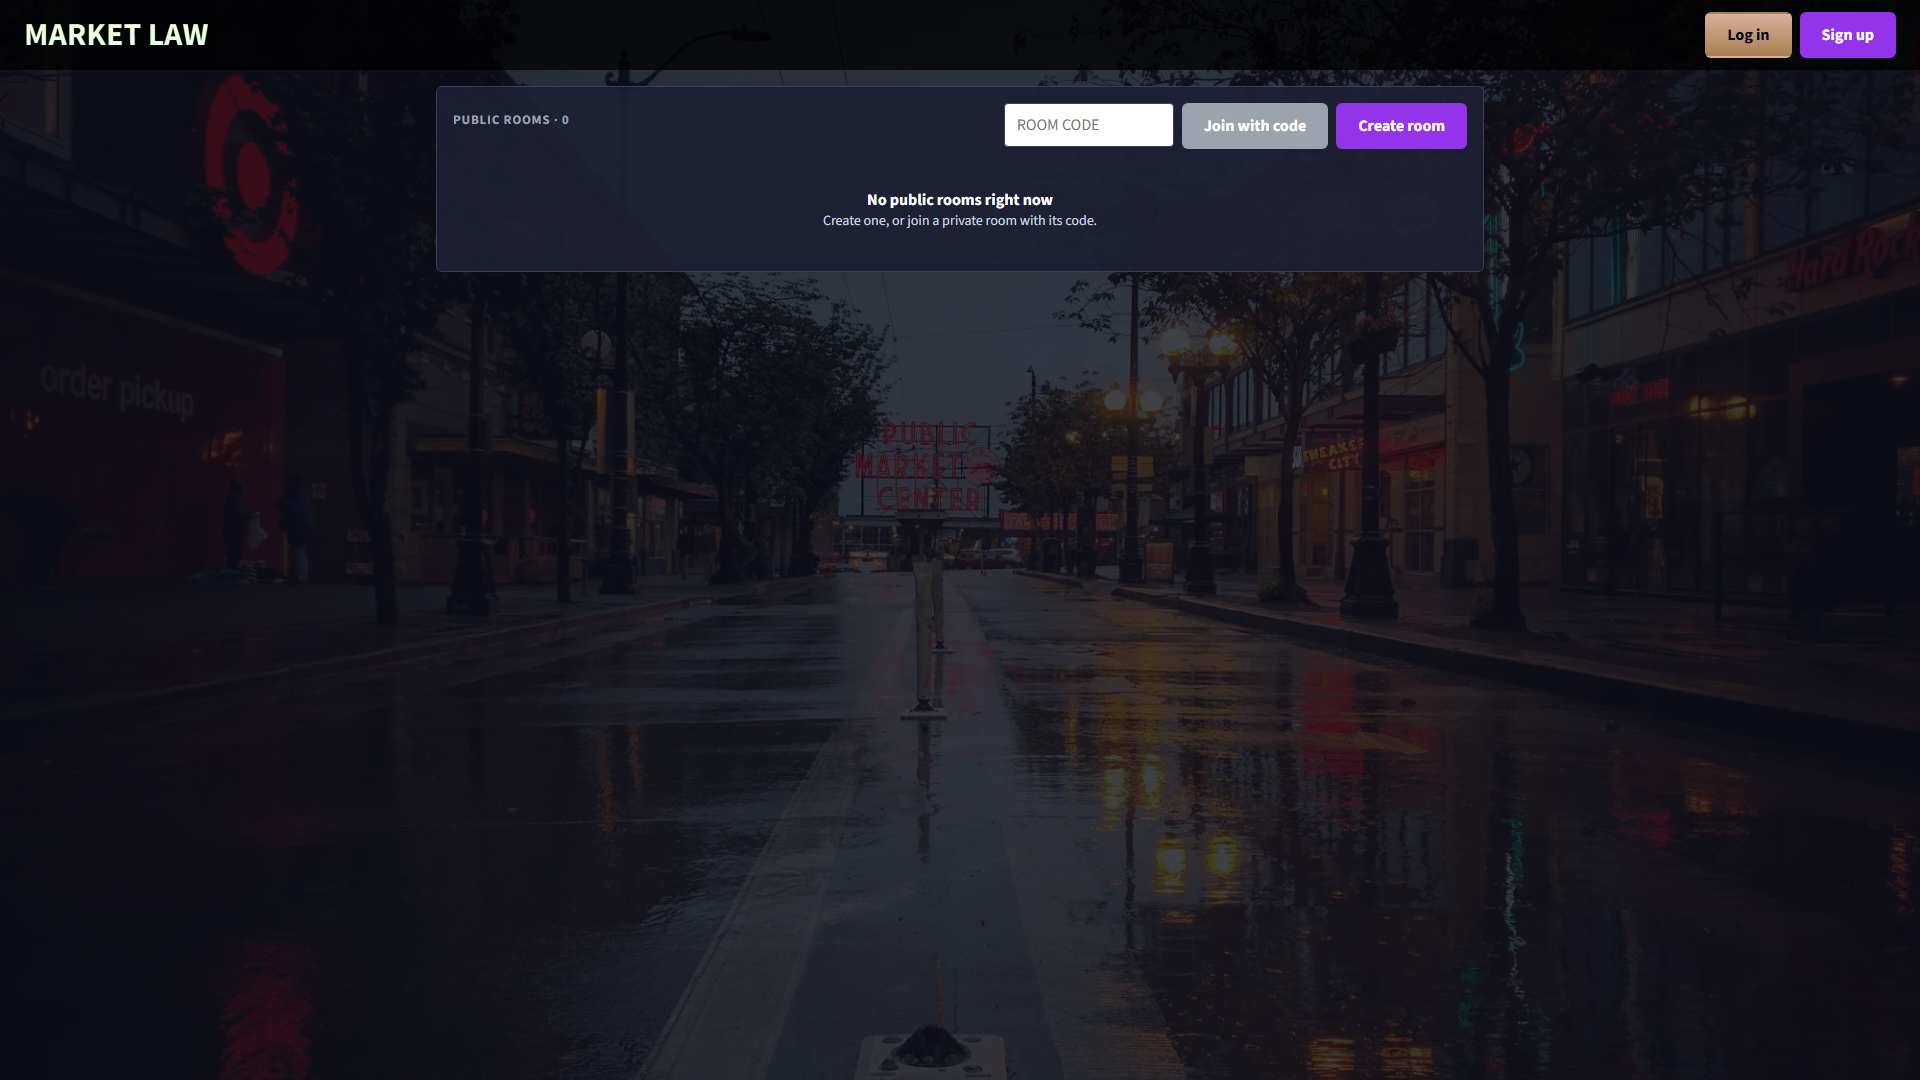 MARKET LAW
Log in
Sign up
PUBLIC ROOMS · 0
ROOM CODE
Join with code
Create room
No public rooms right now
Create one, or join a private room with its code.
Hard Rock
order pickup
PUBLIC
MARKET
CENTER
SNEAKER
CITY